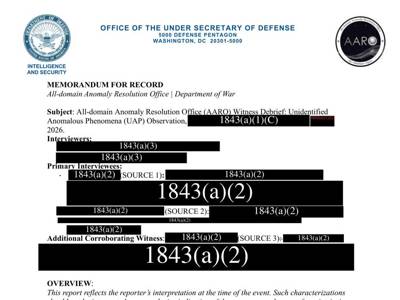 OFFICE OF THE UNDER SECRETARY OF DEFENSE
5000 DEFENSE PENTAGON
WASHINGTON, DC 20301-5000
INTELLIGENCE
AND SECURITY
AARO
MEMORANDUM FOR RECORD
All-domain Anomaly Resolution Office | Department of War
Subject: All-domain Anomaly Resolution Office (AARO) Witness Debrief: Unidentified
Anomalous Phenomena (UAP) Observation, 1843(a)(1)(C)
2026.
Interviewers:
1843(a)(3)
1843(a)(3)
Primary Interviewees:
- 1843(a)(2) (SOURCE 1): 1843(a)(2)
1843(a)(2)
1843(a)(2) (SOURCE 2): 1843(a)(2)
1843(a)(2)
1843(a)(2)
Additional Corroborating Witness: 1843(a)(2) (SOURCE 3): 1843(a)(2)
1843(a)(2)
OVERVIEW:
This report reflects the reporter's interpretation at the time of the event. Such characterizations